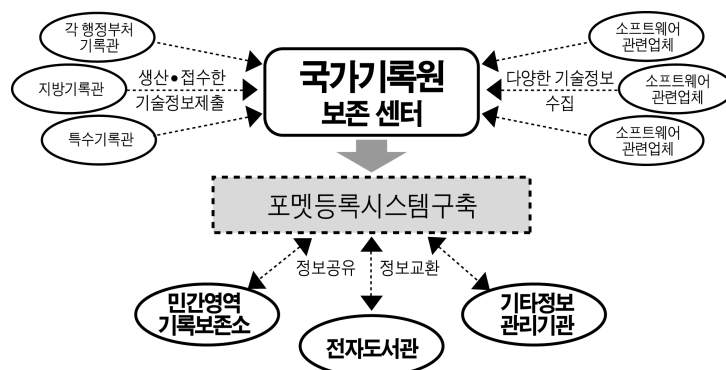 각 행정부처
기록관
지방기록관
특수기록관
생산•접수한
기술정보제출
국가기록원
보존 센터
다양한 기술정보
수집
소프트웨어
관련업체
소프트웨어
관련업체
소프트웨어
관련업체
포멧등록시스템구축
정보공유
정보교환
민간영역
기록보존소
전자도서관
기타정보
관리기관